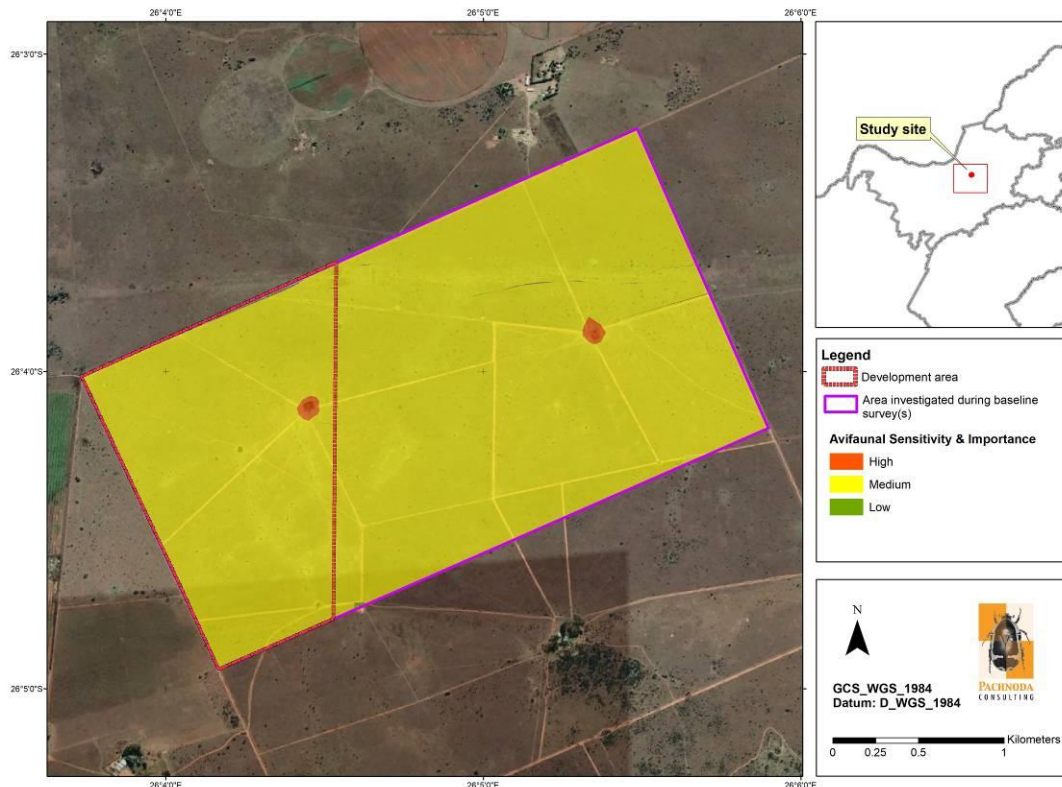 26°4'0"E
26°5'0"E
26°6'0"E
26°3'0"S
26°4'0"S
26°5'0"S
26°4'0"E
26°5'0"E
26°6'0"E
Study site
Legend
Development area
Area investigated during baseline
survey(s)
Avifaunal Sensitivity & Importance
High
Medium
Low
N
GCS_WGS_1984
Datum: D_WGS_1984
PACHNODA
CONSULTING
Kilometers
0 0.25 0.5 1